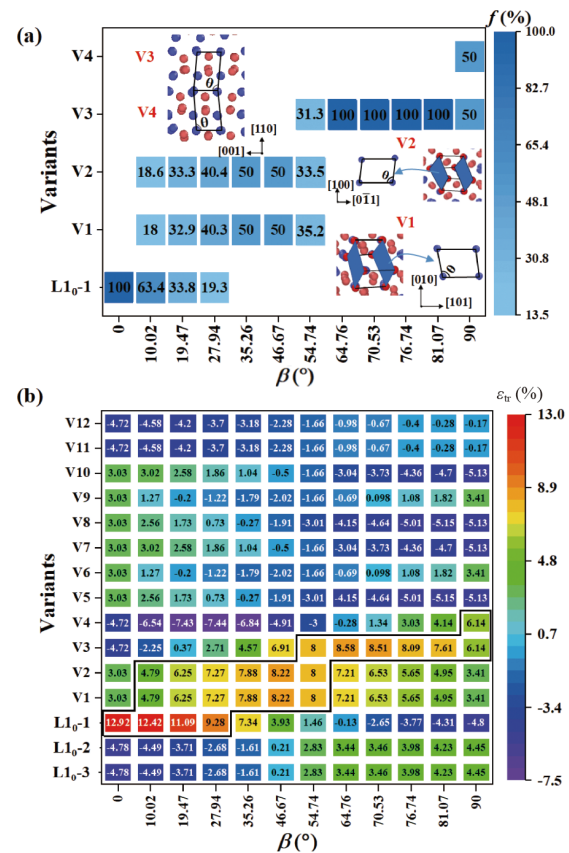 (a)
f (%)
V4 50
V3 31.3 100 100 100 100 50
V2 18.6 33.3 40.4 50 50 33.5
V1 18 32.9 40.3 50 50 35.2
L1₀-1 100 63.4 33.8 19.3
Variants
V3
V4
θ
θ
[110]
[001]
V2
θ
[100]
[01̄1]
V1
θ
[010]
[101]
0 10.02 19.47 27.94 35.26 46.67 54.74 64.76 70.53 76.74 81.07 90
β (°)
100.0
82.7
65.4
48.1
30.8
13.5
(b)
εtr (%)
V12 -4.72 -4.58 -4.2 -3.7 -3.18 -2.28 -1.66 -0.98 -0.67 -0.4 -0.28 -0.17
V11 -4.72 -4.58 -4.2 -3.7 -3.18 -2.28 -1.66 -0.98 -0.67 -0.4 -0.28 -0.17
V10 3.03 3.02 2.58 1.86 1.04 -0.5 -1.66 -3.04 -3.73 -4.36 -4.7 -5.13
V9 3.03 1.27 -0.2 -1.22 -1.79 -2.02 -1.66 -0.69 0.098 1.08 1.82 3.41
V8 3.03 2.56 1.73 0.73 -0.27 -1.91 -3.01 -4.15 -4.64 -5.01 -5.15 -5.13
V7 3.03 3.02 2.58 1.86 1.04 -0.5 -1.66 -3.04 -3.73 -4.36 -4.7 -5.13
V6 3.03 1.27 -0.2 -1.22 -1.79 -2.02 -1.66 -0.69 0.098 1.08 1.82 3.41
V5 3.03 2.56 1.73 0.73 -0.27 -1.91 -3.01 -4.15 -4.64 -5.01 -5.15 -5.13
V4 -4.72 -6.54 -7.43 -7.44 -6.84 -4.91 -3 -0.28 1.34 3.03 4.14 6.14
V3 -4.72 -2.25 0.37 2.71 4.57 6.91 8 8.58 8.51 8.09 7.61 6.14
V2 3.03 4.79 6.25 7.27 7.88 8.22 8 7.21 6.53 5.65 4.95 3.41
V1 3.03 4.79 6.25 7.27 7.88 8.22 8 7.21 6.53 5.65 4.95 3.41
L1₀-1 12.92 12.42 11.09 9.28 7.34 3.93 1.46 -0.13 -2.65 -3.77 -4.31 -4.8
L1₀-2 -4.78 -4.49 -3.71 -2.68 -1.61 0.21 2.83 3.44 3.46 3.98 4.23 4.45
L1₀-3 -4.78 -4.49 -3.71 -2.68 -1.61 0.21 2.83 3.44 3.46 3.98 4.23 4.45
Variants
0 10.02 19.47 27.94 35.26 46.67 54.74 64.76 70.53 76.74 81.07 90
β (°)
13.0
8.9
4.8
0.7
-3.4
-7.5